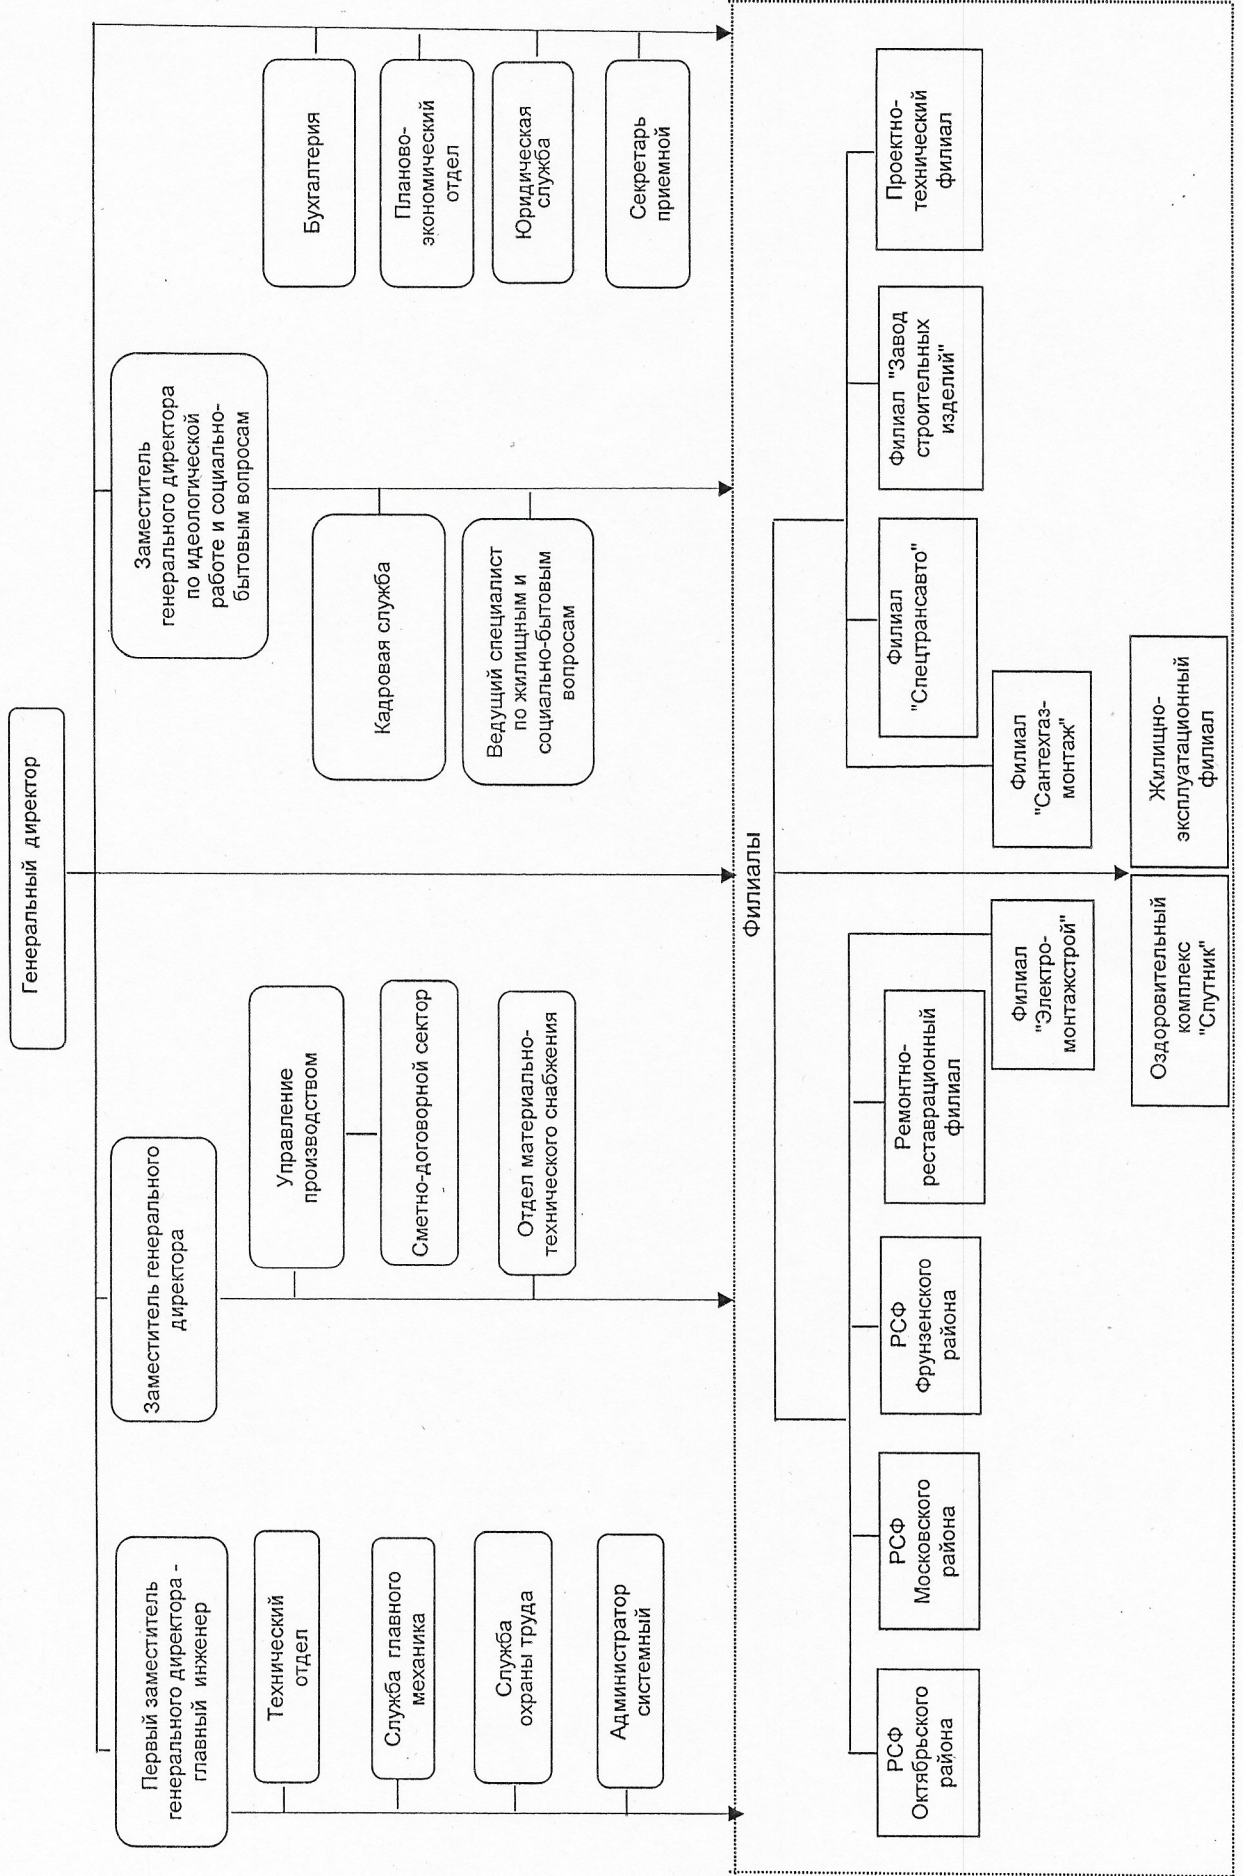 Генеральный директор
Первый заместитель
генерального директора -
главный инженер
Заместитель генерального
директора
Заместитель
генерального директора
по идеологической
работе и социально-
бытовым вопросам
Технический
отдел
Служба главного
механика
Служба
охраны труда
Администратор
системный
Управление
производством
Сметно-договорной сектор
Отдел материально-
технического снабжения
Кадровая служба
Ведущий специалист
по жилищным и
социально-бытовым
вопросам
Бухгалтерия
Планово-
экономический
отдел
Юридическая
служба
Секретарь
приемной
Филиалы
РСФ
Октябрьского
района
РСФ
Московского
района
РСФ
Фрунзенского
района
Ремонтно-
реставрационный
филиал
Филиал
"Электро-
монтажстрой"
Филиал
"Сантехгаз-
монтаж"
Филиал
"Спецтрансавто"
Филиал "Завод
строительных
изделий"
Проектно-
технический
филиал
Оздоровительный
комплекс
"Спутник"
Жилищно-
эксплуатационный
филиал